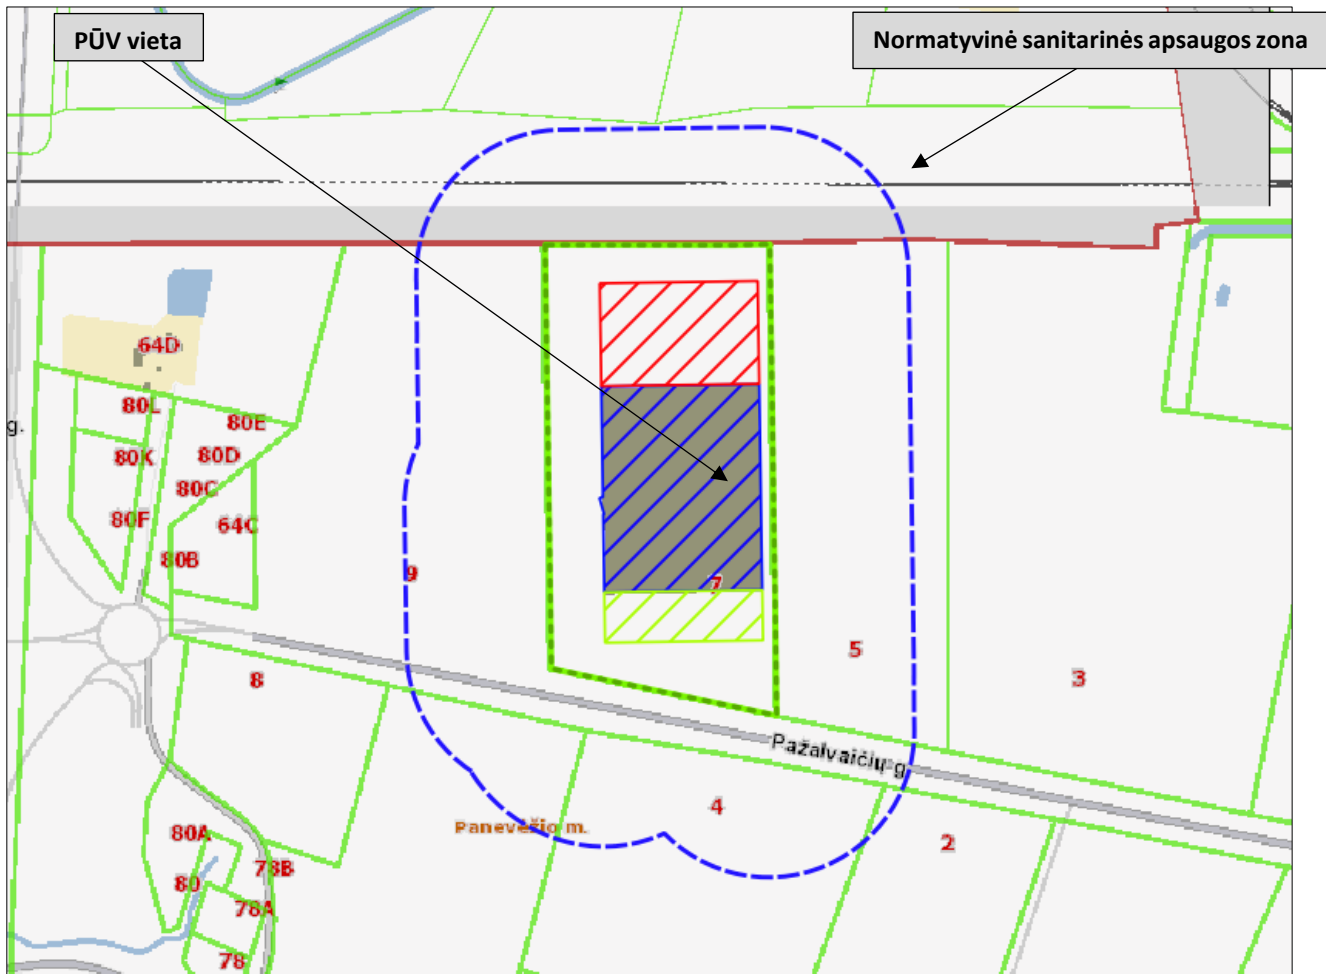 PŪV vieta
Normatyvinė sanitarinės apsaugos zona
64D
80L
80E
g.
80K
80D
80C
80F
64C
80B
9
7
5
8
3
Pažalvaičių g.
4
Panevėžio m.
80A
2
78B
80
78A
78